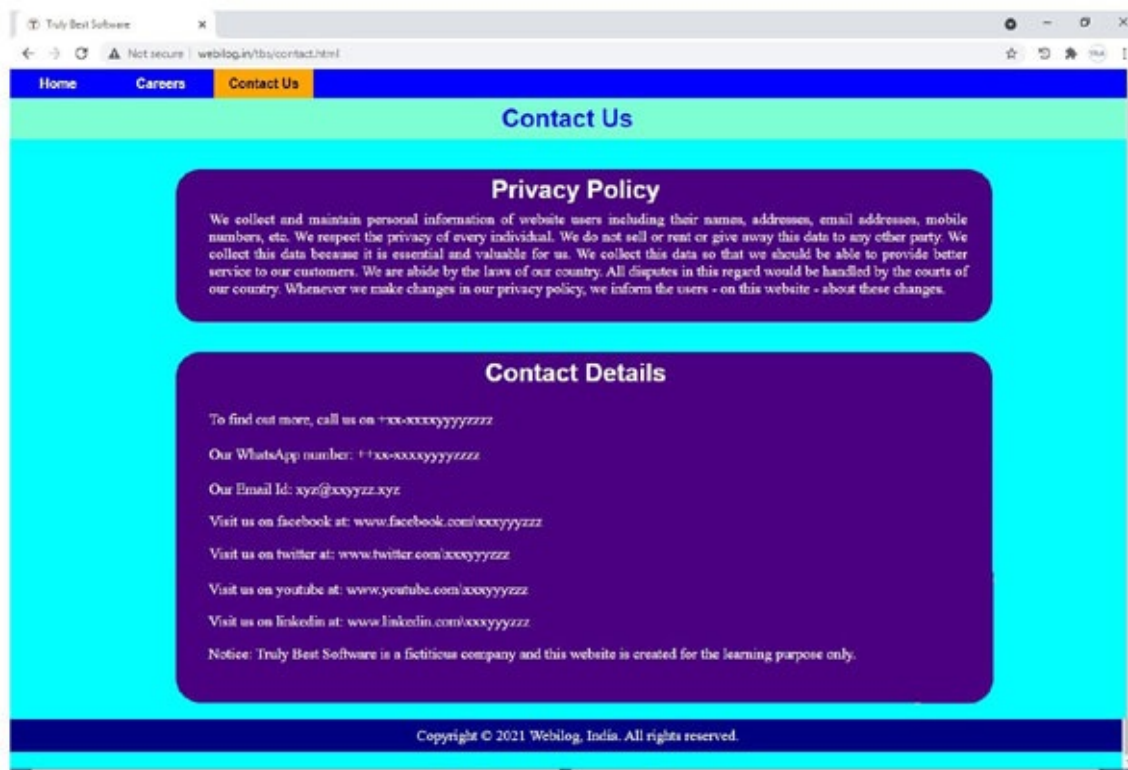 Truly Best Software
Not secure | webilog.in/tbs/contact.html
Home Careers Contact Us
Contact Us
Privacy Policy
We collect and maintain personal information of website users including their names, addresses, email addresses, mobile
numbers, etc. We respect the privacy of every individual. We do not sell or rent or give away this data to any other party. We
collect this data because it is essential and valuable for us. We collect this data so that we should be able to provide better
service to our customers. We are abide by the laws of our country. All disputes in this regard would be handled by the courts of
our country. Whenever we make changes in our privacy policy, we inform the users - on this website - about these changes.
Contact Details
To find out more, call us on +xx-xxxxyyyyzzzz
Our WhatsApp number: ++xx-xxxxyyyyzzzz
Our Email Id: xyz@xxyyzz.xyz
Visit us on facebook at: www.facebook.com\xxxyyyzzz
Visit us on twitter at: www.twitter.com\xxxyyyzzz
Visit us on youtube at: www.youtube.com\xxxyyyzzz
Visit us on linkedin at: www.linkedin.com\xxxyyyzzz
Notice: Truly Best Software is a fictitious company and this website is created for the learning purpose only.
Copyright © 2021 Webilog, India. All rights reserved.